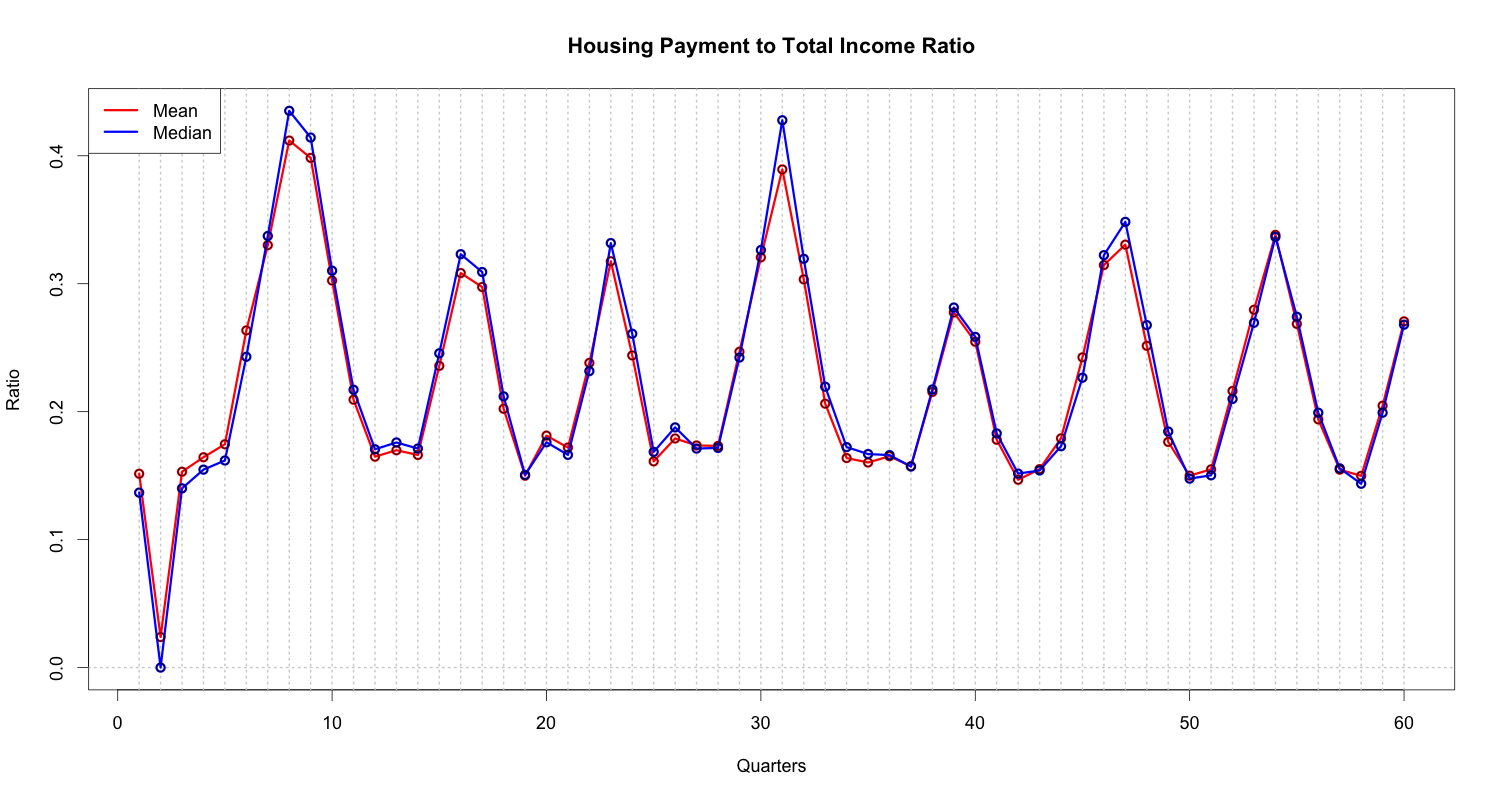 Housing Payment to Total Income Ratio
Mean
Median
Ratio
0.4
0.3
0.2
0.1
0.0
0 10 20 30 40 50 60
Quarters